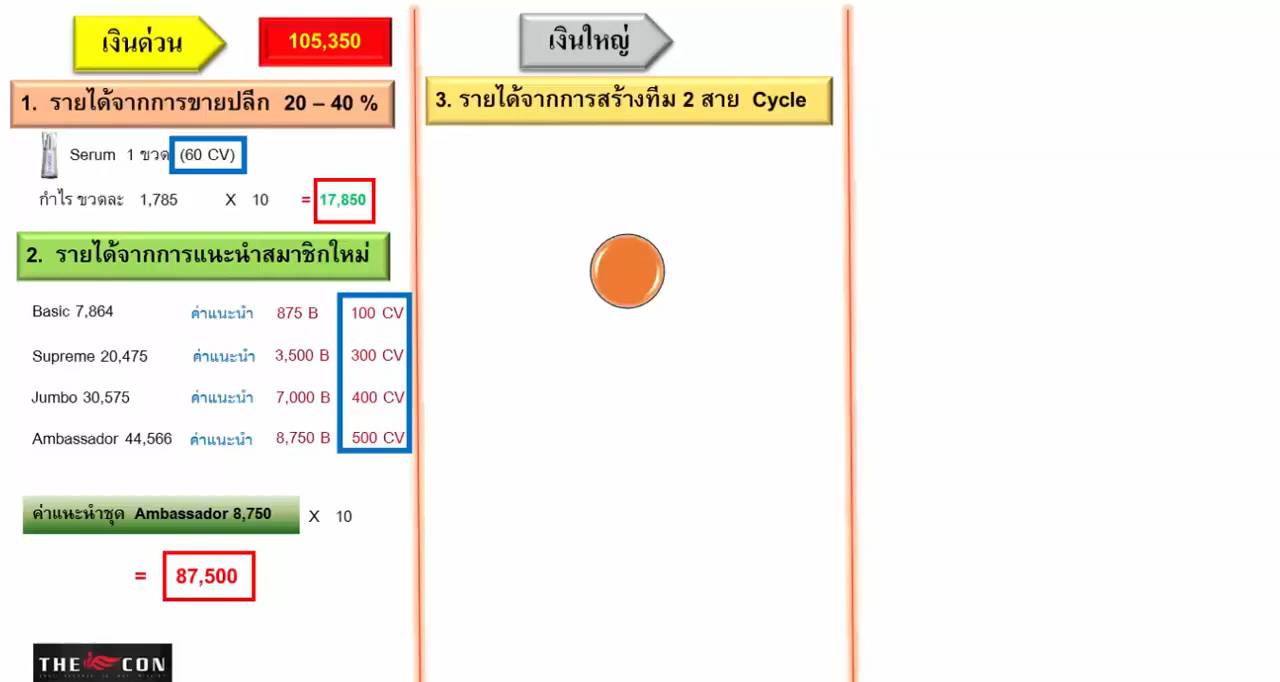 เงินด่วน
105,350
1. รายได้จากการขายปลีก 20 – 40 %
Serum 1 ขวด (60 CV)
กำไร ขวดละ 1,785 X 10 = 17,850
2. รายได้จากการแนะนำสมาชิกใหม่
Basic 7,864 ค่าแนะนำ 875 B 100 CV
Supreme 20,475 ค่าแนะนำ 3,500 B 300 CV
Jumbo 30,575 ค่าแนะนำ 7,000 B 400 CV
Ambassador 44,566 ค่าแนะนำ 8,750 B 500 CV
ค่าแนะนำชุด Ambassador 8,750 X 10
= 87,500
THE CON
เงินใหญ่
3. รายได้จากการสร้างทีม 2 สาย Cycle